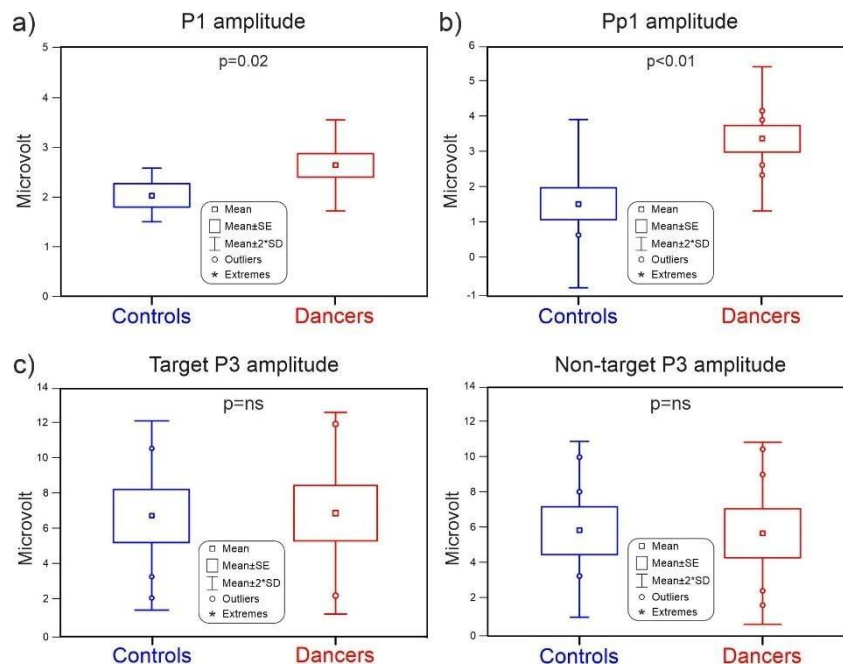 a)
P1 amplitude
p=0.02
Microvolt
5
4
3
2
1
0
Mean
Mean±SE
Mean±2*SD
Outliers
Extremes
Controls
Dancers
b)
Pp1 amplitude
p<0.01
Microvolt
6
5
4
3
2
1
0
-1
Mean
Mean±SE
Mean±2*SD
Outliers
Extremes
Controls
Dancers
c)
Target P3 amplitude
p=ns
Microvolt
14
12
10
8
6
4
2
0
Mean
Mean±SE
Mean±2*SD
Outliers
Extremes
Controls
Dancers
Non-target P3 amplitude
p=ns
Microvolt
14
12
10
8
6
4
2
0
Mean
Mean±SE
Mean±2*SD
Outliers
Extremes
Controls
Dancers